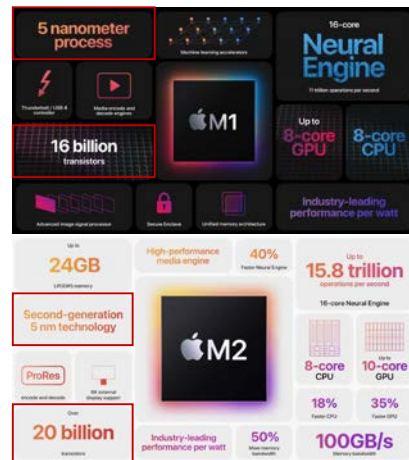 5 nanometer
process
Machine learning accelerators
16-core
Neural
Engine
11 trillion operations per second
Thunderbolt / USB 4
controller
Media encode and
decode engines
M1
Up to
8-core
GPU
8-core
CPU
16 billion
transistors
Advanced image signal processor
Secure Enclave
Unified memory architecture
Industry-leading
performance per watt
Up to
24GB
LPDDR5 memory
High-performance
media engine
40%
Faster Neural Engine
Up to
15.8 trillion
operations per second
16-core Neural Engine
Second-generation
5 nm technology
M2
8-core
CPU
10-core
GPU
ProRes
encode and decode
8K external
display support
18%
Faster CPU
35%
Faster GPU
Over
20 billion
transistors
Industry-leading
performance per watt
50%
More memory
bandwidth
100GB/s
Memory bandwidth